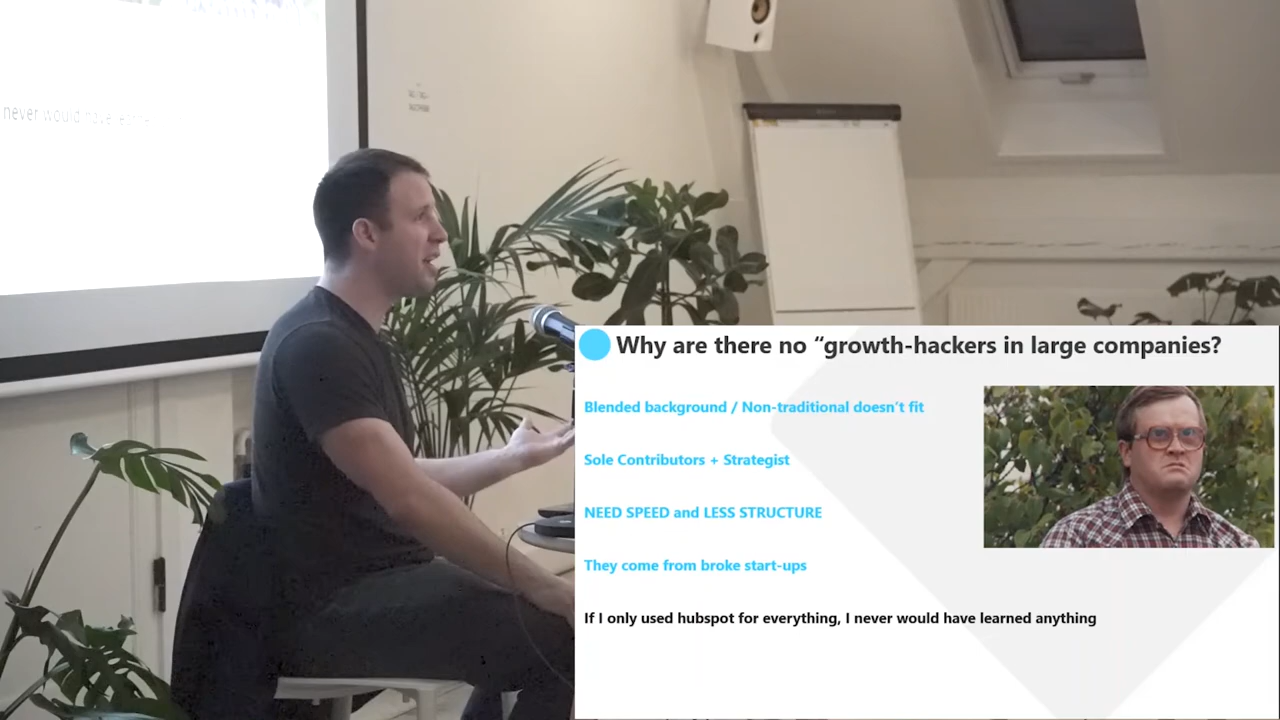 never would have learne
Why are there no “growth-hackers in large companies?
Blended background / Non-traditional doesn’t fit
Sole Contributors + Strategist
NEED SPEED and LESS STRUCTURE
They come from broke start-ups
If I only used hubspot for everything, I never would have learned anything